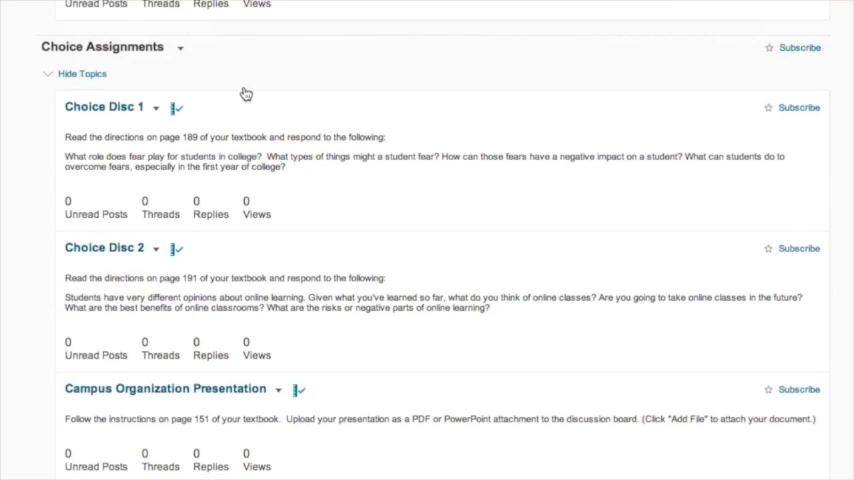 Unread Posts Threads Replies Views
Choice Assignments Subscribe
Hide Topics
Choice Disc 1 Subscribe
Read the directions on page 189 of your textbook and respond to the following:
What role does fear play for students in college? What types of things might a student fear? How can those fears have a negative impact on a student? What can students do to
overcome fears, especially in the first year of college?
0 0 0 0
Unread Posts Threads Replies Views
Choice Disc 2 Subscribe
Read the directions on page 191 of your textbook and respond to the following:
Students have very different opinions about online learning. Given what you've learned so far, what do you think of online classes? Are you going to take online classes in the future?
What are the best benefits of online classrooms? What are the risks or negative parts of online learning?
0 0 0 0
Unread Posts Threads Replies Views
Campus Organization Presentation Subscribe
Follow the instructions on page 151 of your textbook. Upload your presentation as a PDF or PowerPoint attachment to the discussion board. (Click "Add File" to attach your document.)
0 0 0 0
Unread Posts Threads Replies Views